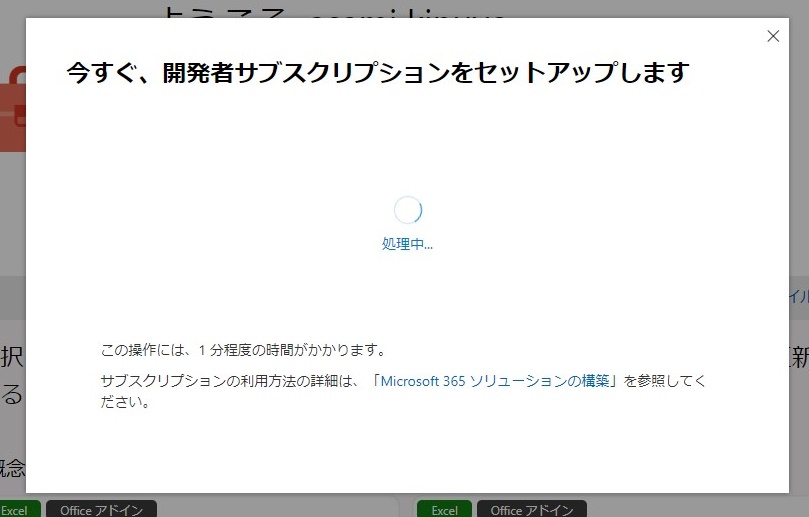 今すぐ、開発者サブスクリプションをセットアップします
処理中...
この操作には、1 分程度の時間がかかります。
サブスクリプションの利用方法の詳細は、「Microsoft 365 ソリューションの構築」を参照してく
ださい。
択
る
概念
Excel
Office アドイン
Excel
Office アドイン